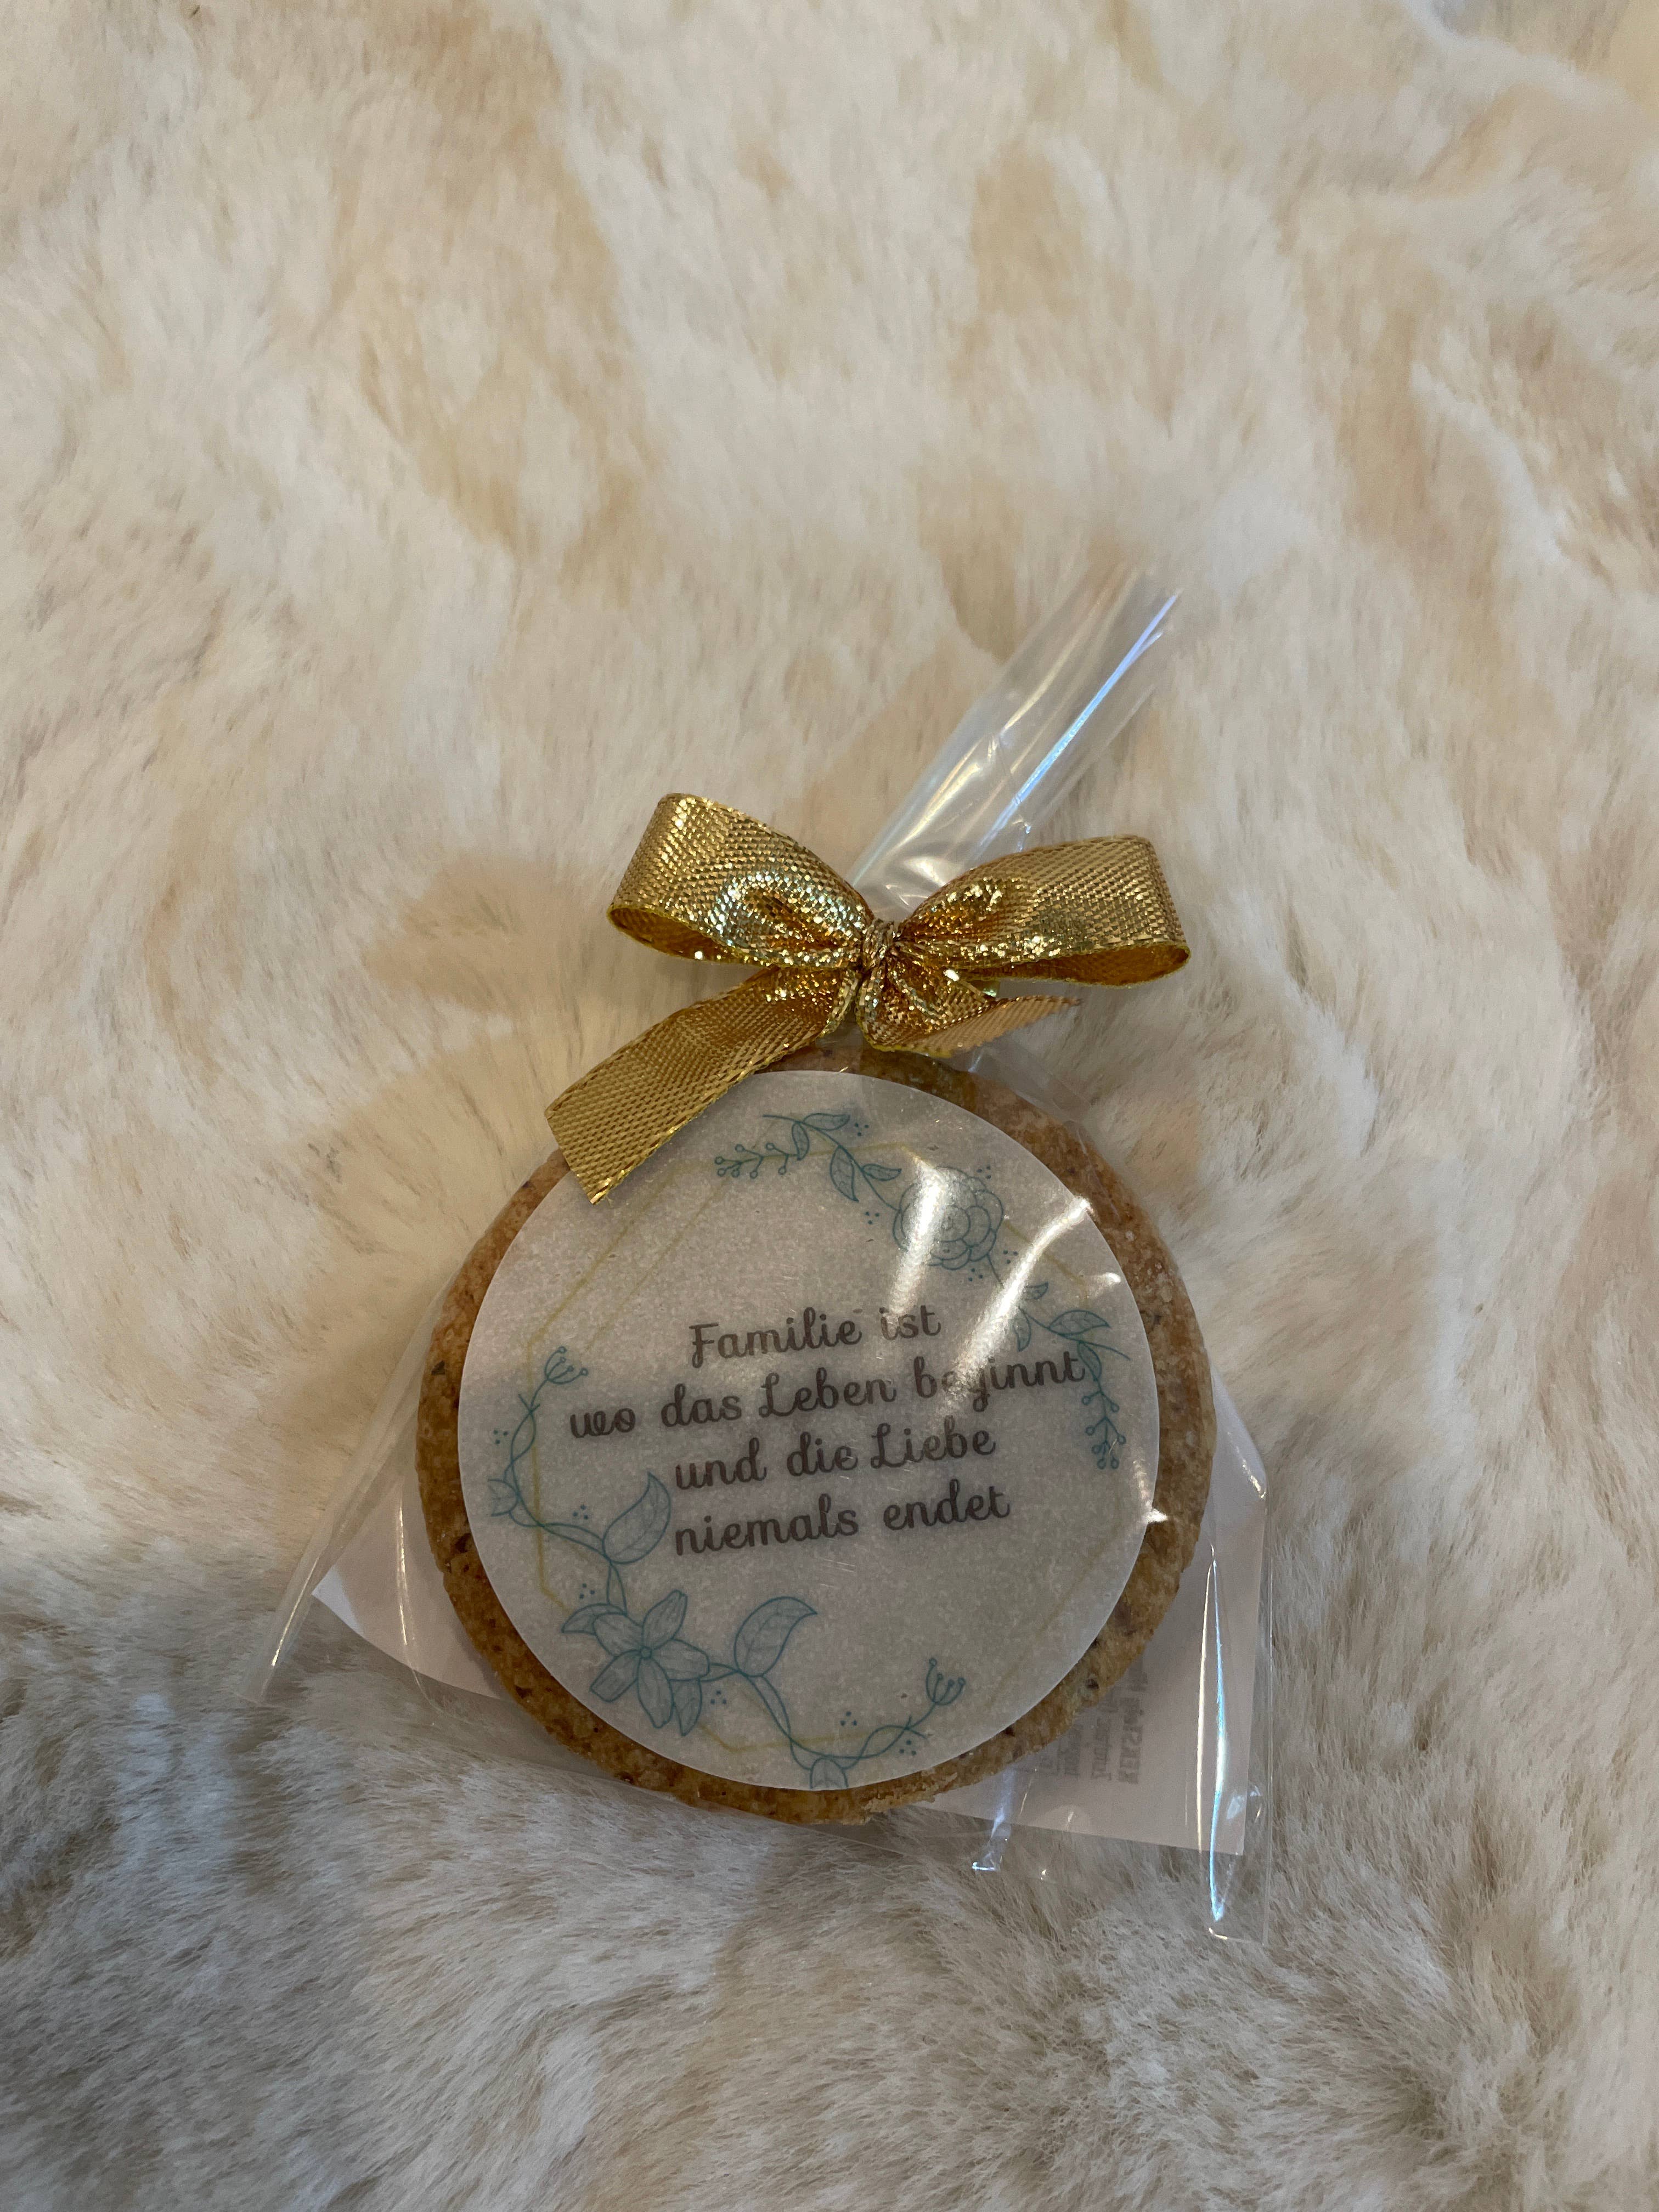 Familie ist
wo das Leben beginnt
und die Liebe
niemals endet